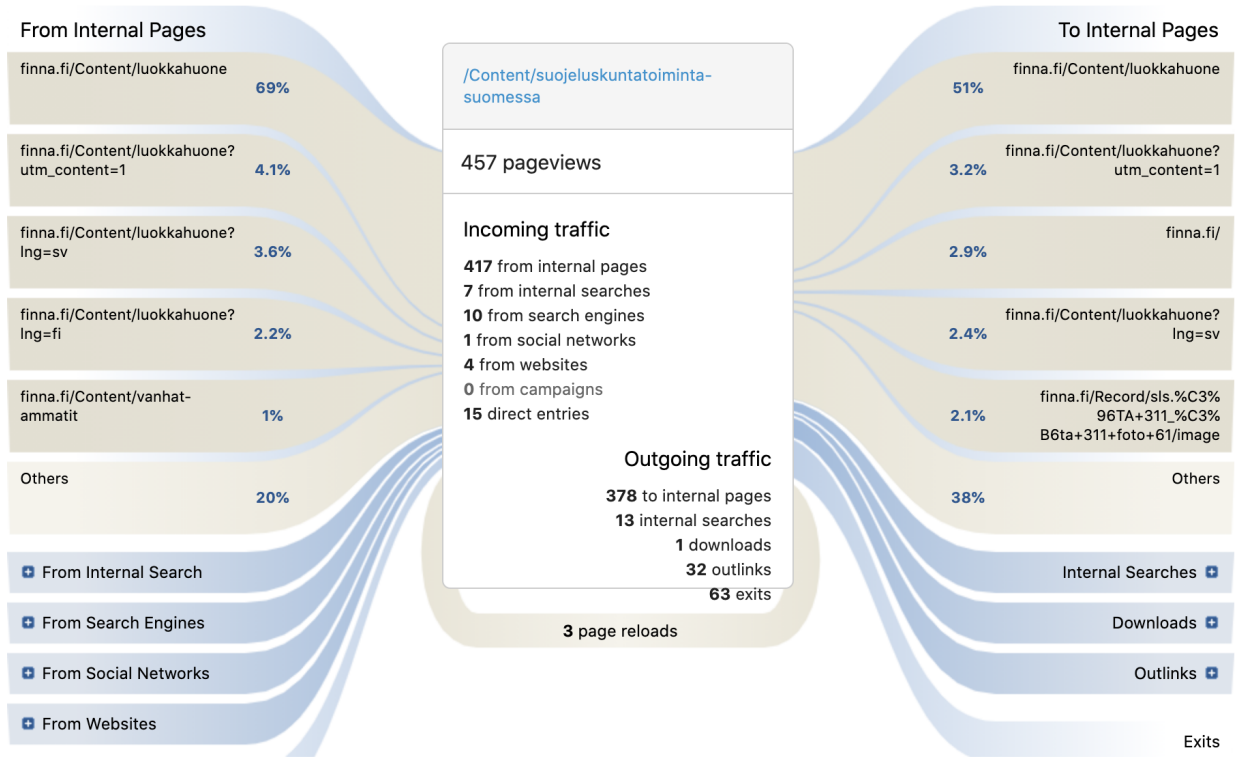 From Internal Pages
finna.fi/Content/luokkahuone
69%
finna.fi/Content/luokkahuone?
utm_content=1
4.1%
finna.fi/Content/luokkahuone?
lng=sv
3.6%
finna.fi/Content/luokkahuone?
lng=fi
2.2%
finna.fi/Content/vanhat-
ammatit
1%
Others
20%
From Internal Search
From Search Engines
From Social Networks
From Websites
/Content/suojeluskuntatoiminta-
suomessa
457 pageviews
Incoming traffic
417 from internal pages
7 from internal searches
10 from search engines
1 from social networks
4 from websites
0 from campaigns
15 direct entries
Outgoing traffic
378 to internal pages
13 internal searches
1 downloads
32 outlinks
63 exits
3 page reloads
To Internal Pages
finna.fi/Content/luokkahuone
51%
finna.fi/Content/luokkahuone?
utm_content=1
3.2%
finna.fi/
2.9%
finna.fi/Content/luokkahuone?
lng=sv
2.4%
finna.fi/Record/sls.%C3%
96TA+311_%C3%
B6ta+311+foto+61/image
2.1%
Others
38%
Internal Searches
Downloads
Outlinks
Exits